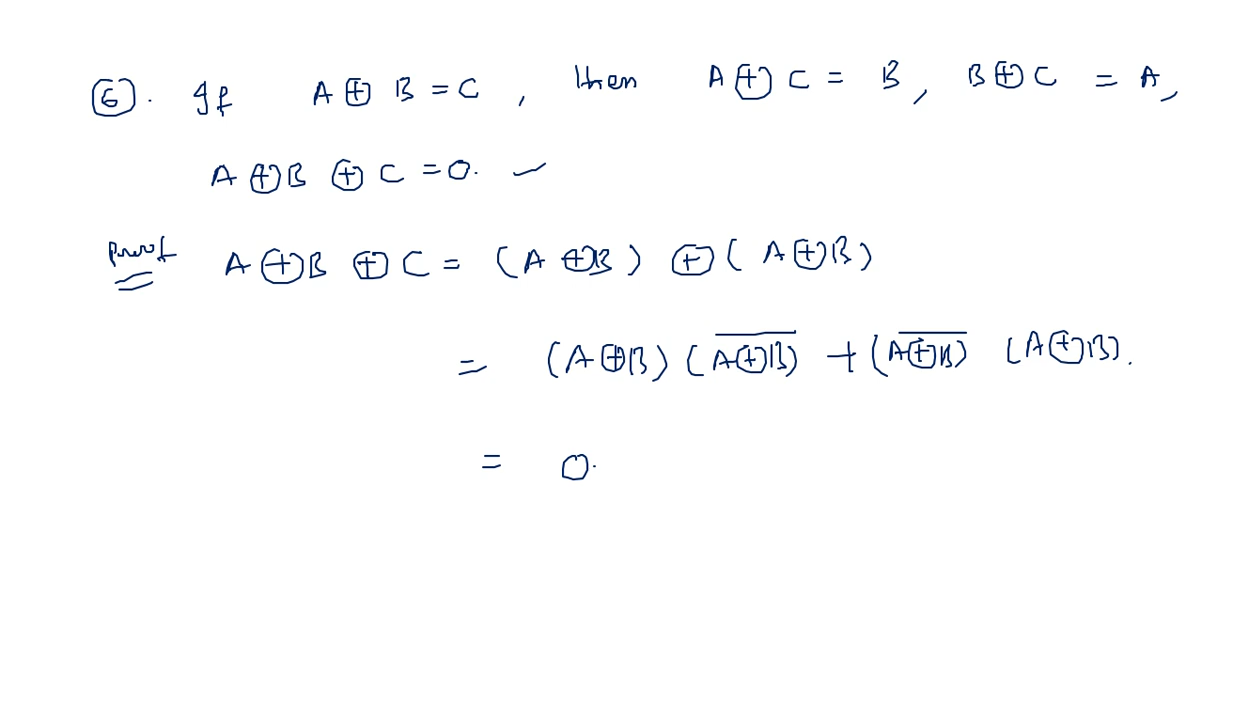 ⑥. If A ⊕ B = C , then A ⊕ C = B , B ⊕ C = A,
A ⊕ B ⊕ C = 0.
Proof A ⊕ B ⊕ C = (A ⊕ B) ⊕ (A ⊕ B)
= (A ⊕ B) (A̅ ̅⊕̅ ̅B̅) + (A̅ ̅⊕̅ ̅B̅) (A ⊕ B).
= 0.